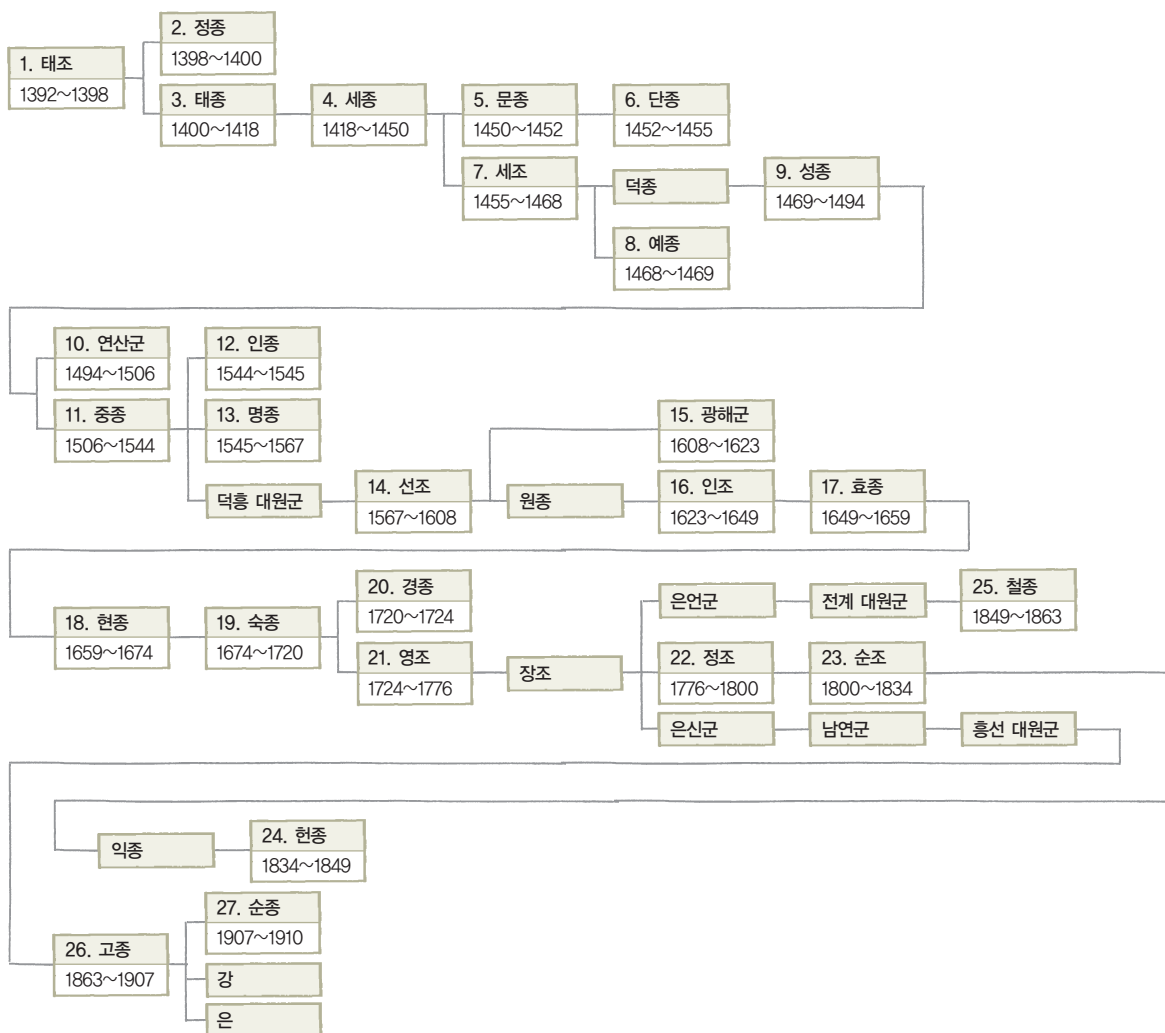 1. 태조
1392~1398
2. 정종
1398~1400
3. 태종
1400~1418
4. 세종
1418~1450
5. 문종
1450~1452
6. 단종
1452~1455
7. 세조
1455~1468
덕종
9. 성종
1469~1494
8. 예종
1468~1469
10. 연산군
1494~1506
11. 중종
1506~1544
12. 인종
1544~1545
13. 명종
1545~1567
덕흥 대원군
14. 선조
1567~1608
15. 광해군
1608~1623
원종
16. 인조
1623~1649
17. 효종
1649~1659
18. 현종
1659~1674
19. 숙종
1674~1720
20. 경종
1720~1724
21. 영조
1724~1776
장조
은언군
전계 대원군
25. 철종
1849~1863
22. 정조
1776~1800
23. 순조
1800~1834
은신군
남연군
흥선 대원군
익종
24. 헌종
1834~1849
26. 고종
1863~1907
27. 순종
1907~1910
강
은